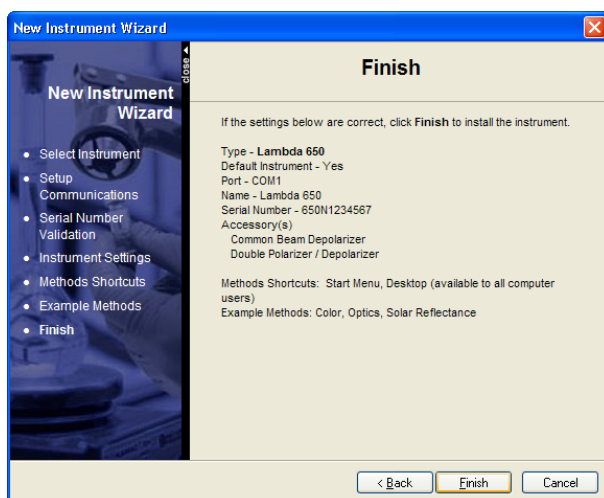 New Instrument Wizard
close
New Instrument
Wizard
Select Instrument
Setup
Communications
Serial Number
Validation
Instrument Settings
Methods Shortcuts
Example Methods
Finish
Finish
If the settings below are correct, click Finish to install the instrument.
Type - Lambda 650
Default Instrument - Yes
Port - COM1
Name - Lambda 650
Serial Number - 650N1234567
Accessory(s)
Common Beam Depolarizer
Double Polarizer / Depolarizer
Methods Shortcuts: Start Menu, Desktop (available to all computer
users)
Example Methods: Color, Optics, Solar Reflectance
< Back
Finish
Cancel